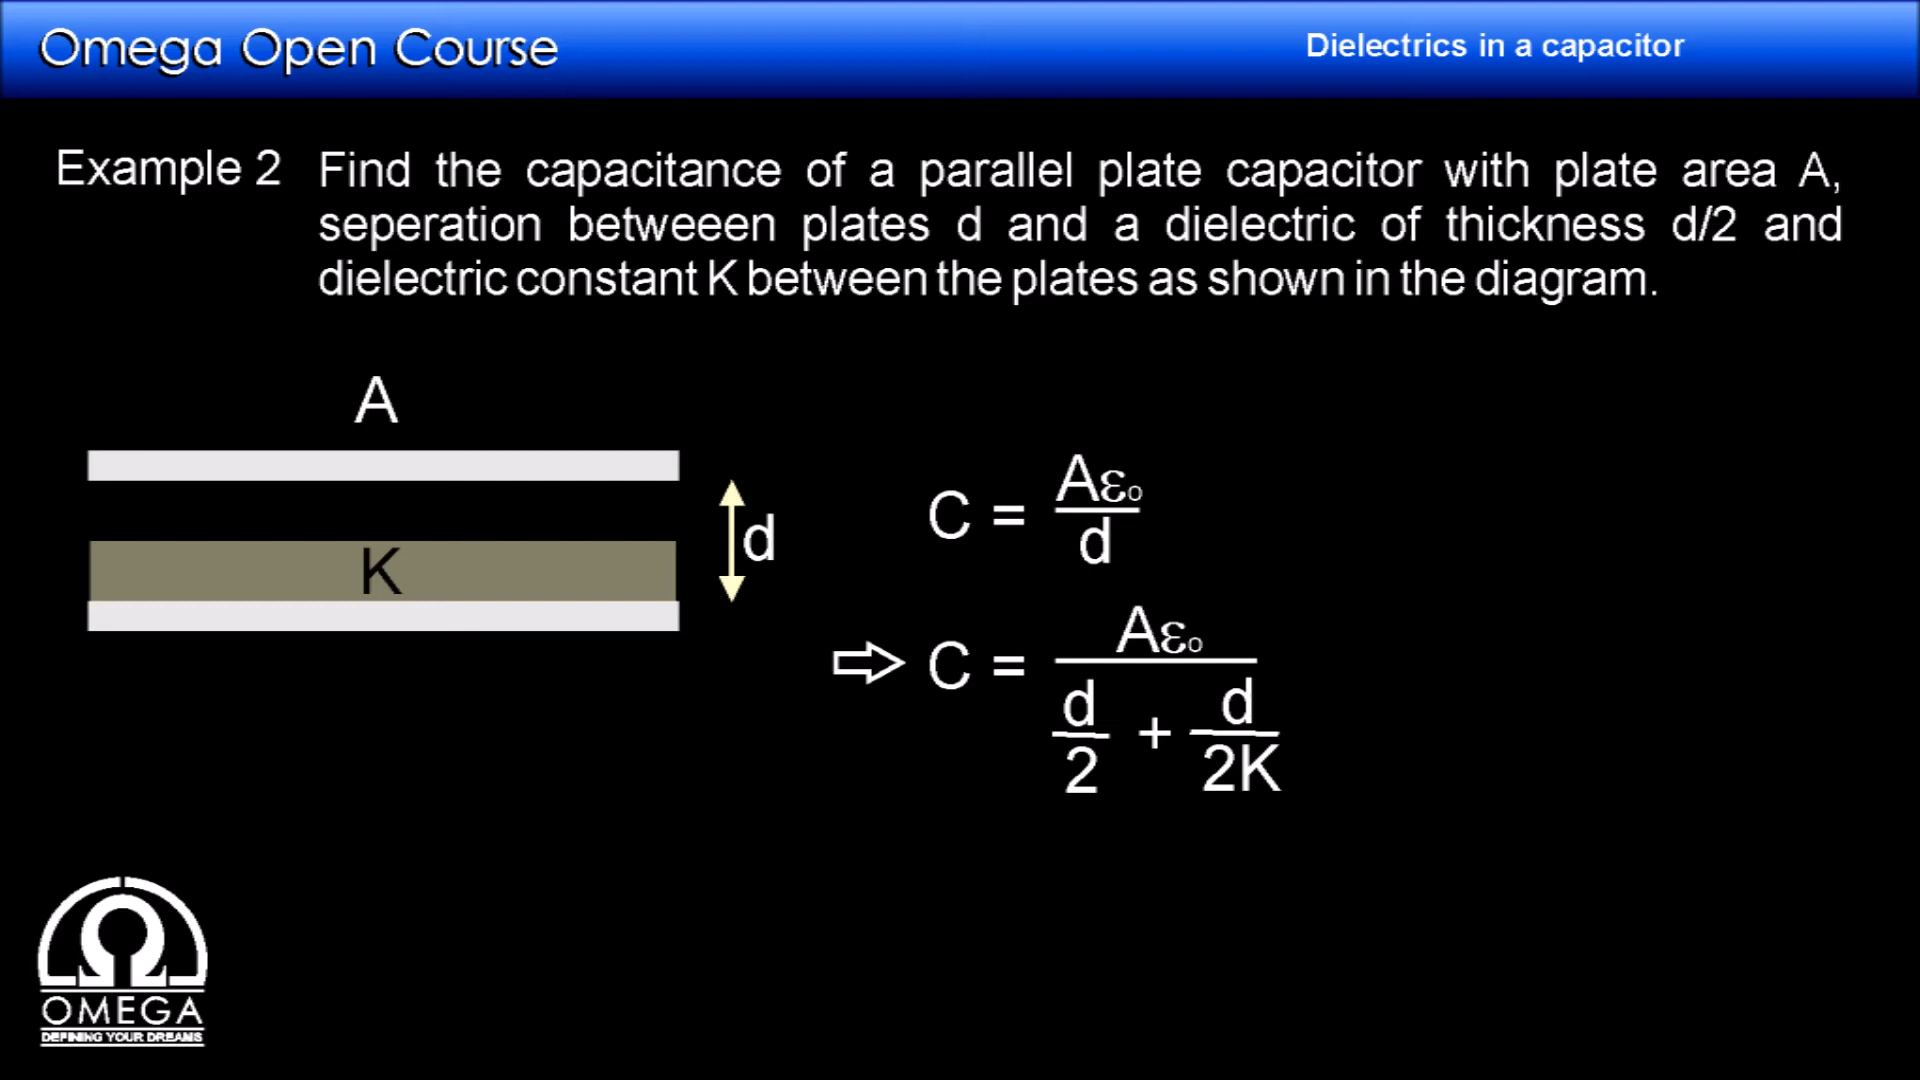 Omega Open Course
Dielectrics in a capacitor
Example 2 Find the capacitance of a parallel plate capacitor with plate area A,
seperation betweeen plates d and a dielectric of thickness d/2 and
dielectric constant K between the plates as shown in the diagram.
A
K
d
C = Aε₀/d
⇨ C = Aε₀/(d/2 + d/2K)
OMEGA
DEFINING YOUR DREAMS